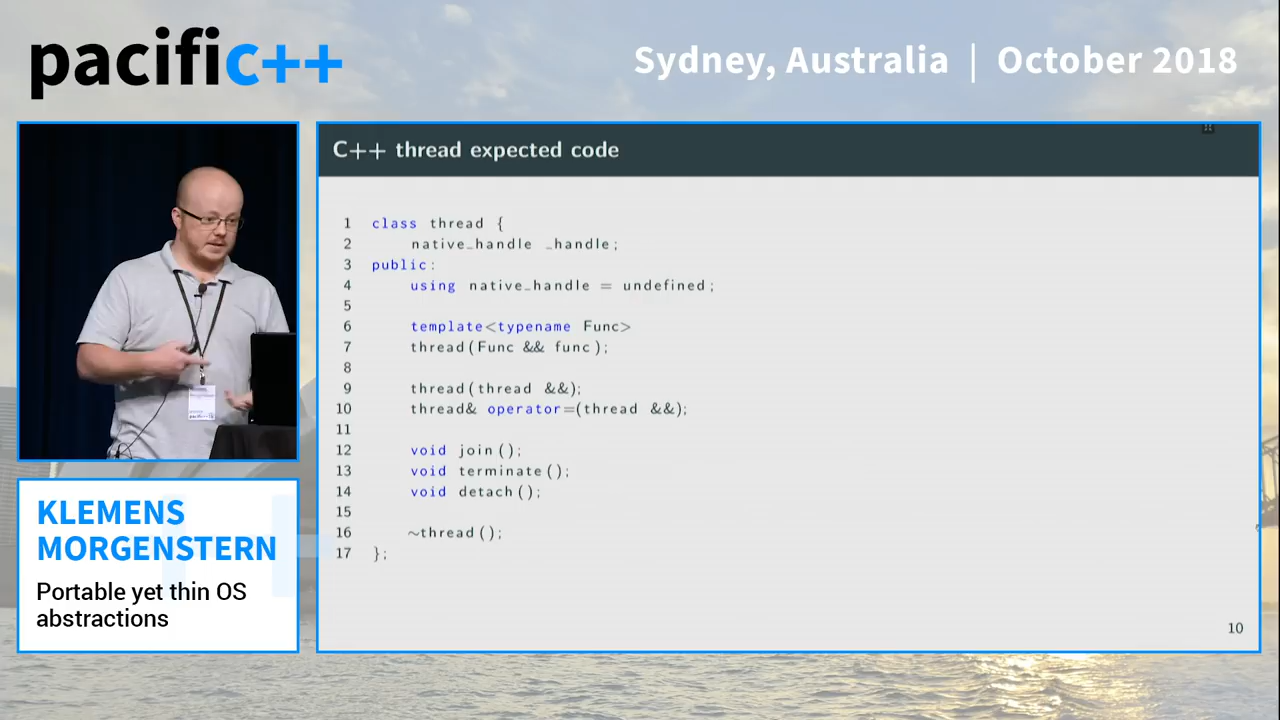 pacific++
Sydney, Australia | October 2018
C++ thread expected code
1 class thread {
2 native_handle _handle;
3 public:
4 using native_handle = undefined;
5
6 template<typename Func>
7 thread(Func && func);
8
9 thread(thread &&);
10 thread& operator=(thread &&);
11
12 void join();
13 void terminate();
14 void detach();
15
16 ~thread();
17 };
10
KLEMENS
MORGENSTERN
Portable yet thin OS
abstractions